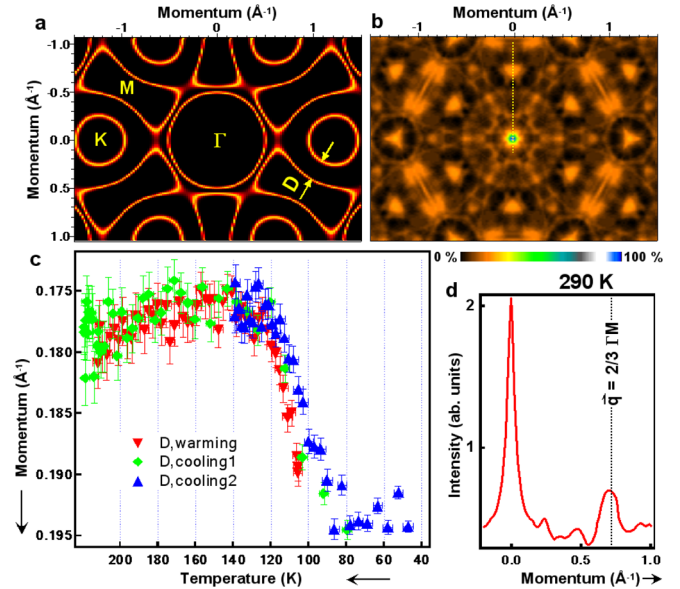 Momentum (Å⁻¹)
-1 0 1
a
-1.0
-0.5
0.0
0.5
1.0
Momentum (Å⁻¹)
M
K
Γ
D
Momentum (Å⁻¹)
-1 0 1
b
0 % 100 %
c
0.175
0.180
0.185
0.190
0.195
Momentum (Å⁻¹)
D,warming
D,cooling1
D,cooling2
200 180 160 140 120 100 80 60 40
Temperature (K)
d
290 K
2
1
Intensity (ab. units)
q⃗ = 2/3 ΓM
0.0 0.5 1.0
Momentum (Å⁻¹)